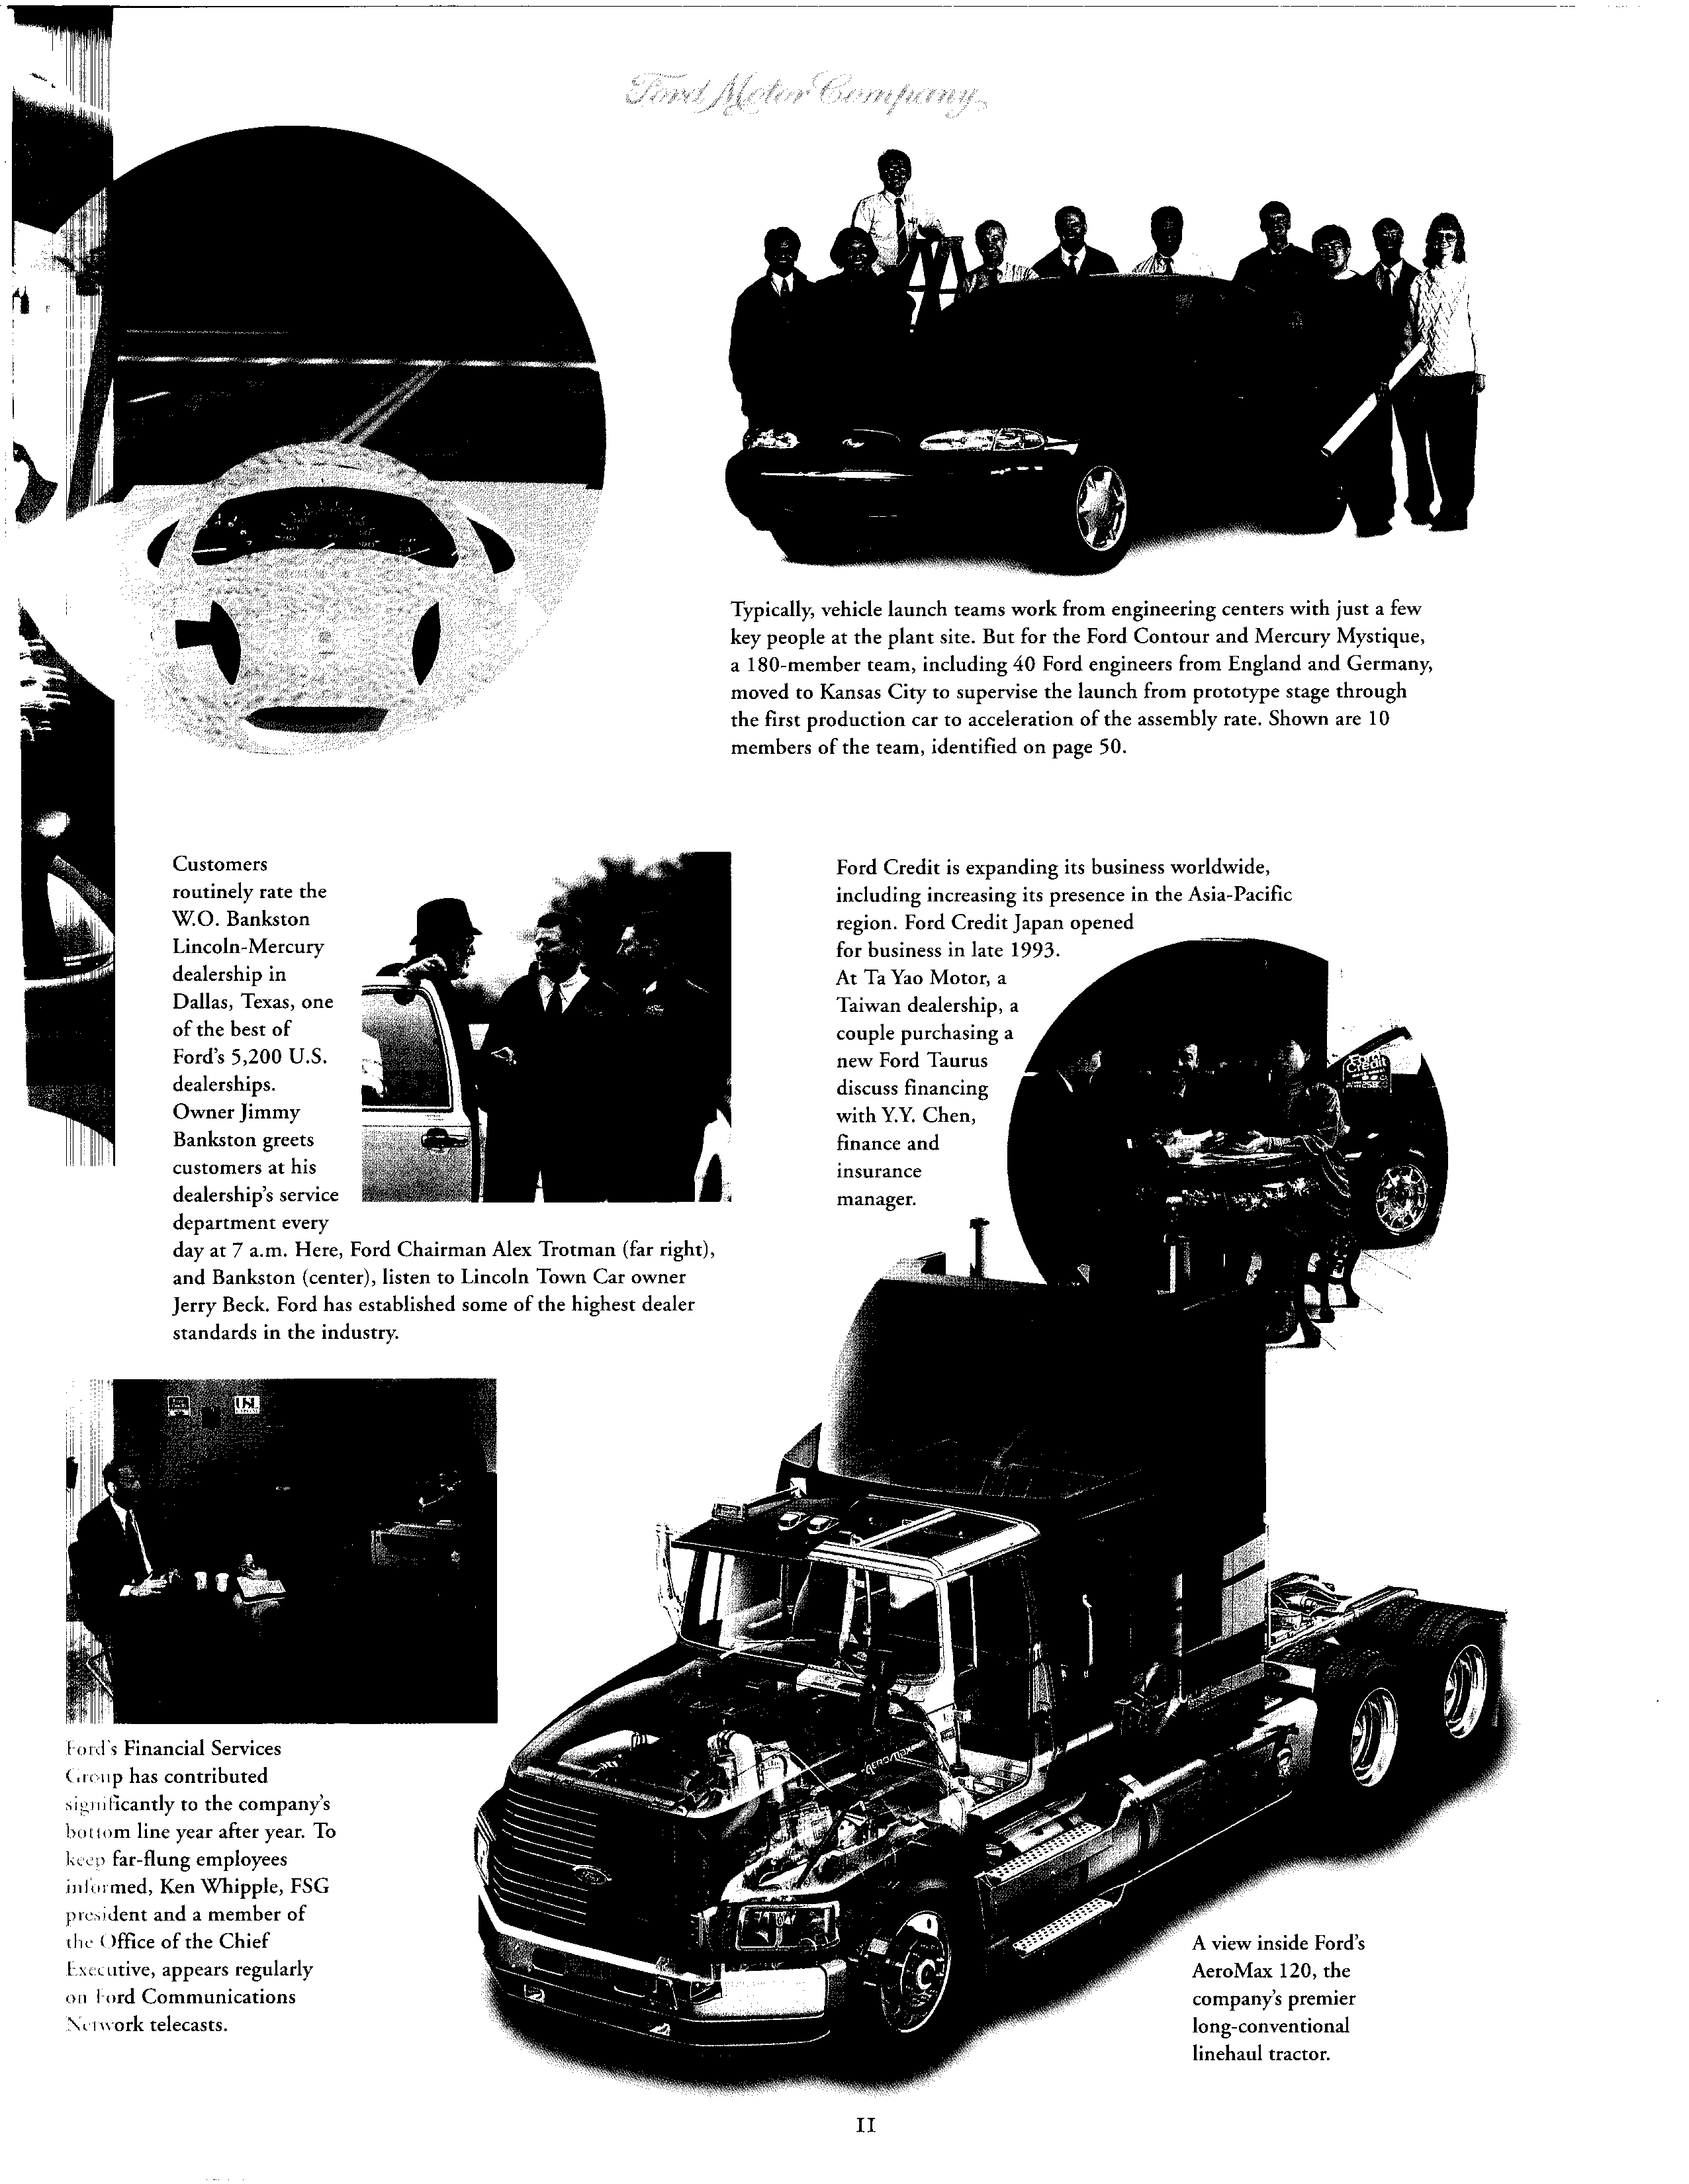 Ford Motor Company
Typically, vehicle launch teams work from engineering centers with just a few
key people at the plant site. But for the Ford Contour and Mercury Mystique,
a 180-member team, including 40 Ford engineers from England and Germany,
moved to Kansas City to supervise the launch from prototype stage through
the first production car to acceleration of the assembly rate. Shown are 10
members of the team, identified on page 50.
Customers
routinely rate the
W.O. Bankston
Lincoln-Mercury
dealership in
Dallas, Texas, one
of the best of
Ford's 5,200 U.S.
dealerships.
Owner Jimmy
Bankston greets
customers at his
dealership's service
department every
day at 7 a.m. Here, Ford Chairman Alex Trotman (far right),
and Bankston (center), listen to Lincoln Town Car owner
Jerry Beck. Ford has established some of the highest dealer
standards in the industry.
Ford Credit is expanding its business worldwide,
including increasing its presence in the Asia-Pacific
region. Ford Credit Japan opened
for business in late 1993.
At Ta Yao Motor, a
Taiwan dealership, a
couple purchasing a
new Ford Taurus
discuss financing
with Y.Y. Chen,
finance and
insurance
manager.
Ford
Credit
USL
Ford's Financial Services
Group has contributed
significantly to the company's
bottom line year after year. To
keep far-flung employees
informed, Ken Whipple, FSG
president and a member of
the Office of the Chief
Executive, appears regularly
on Ford Communications
Network telecasts.
AEROMAX
A view inside Ford's
AeroMax 120, the
company's premier
long-conventional
linehaul tractor.
II